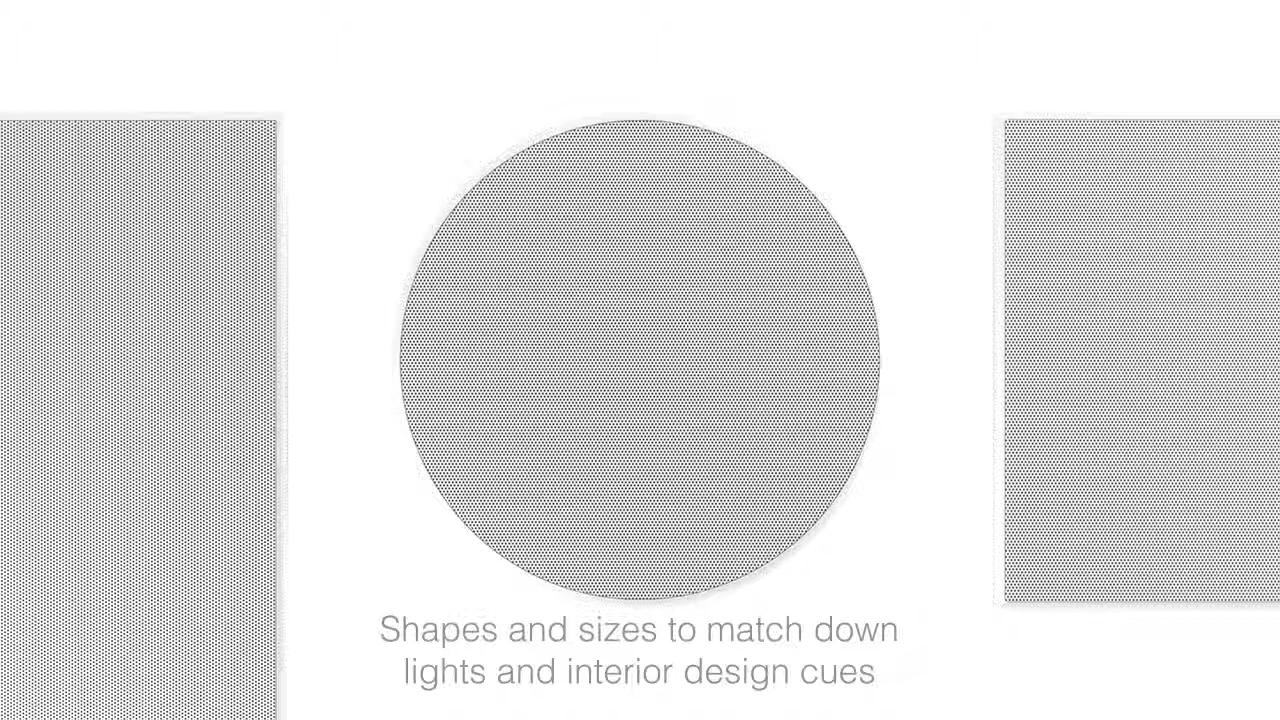 Shapes and sizes to match down
lights and interior design cues